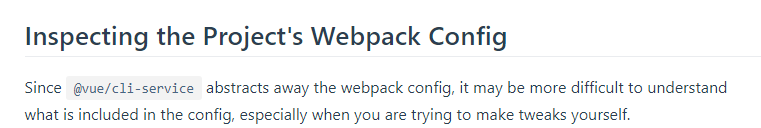 Inspecting the Project's Webpack Config
Since @vue/cli-service abstracts away the webpack config, it may be more difficult to understand
what is included in the config, especially when you are trying to make tweaks yourself.